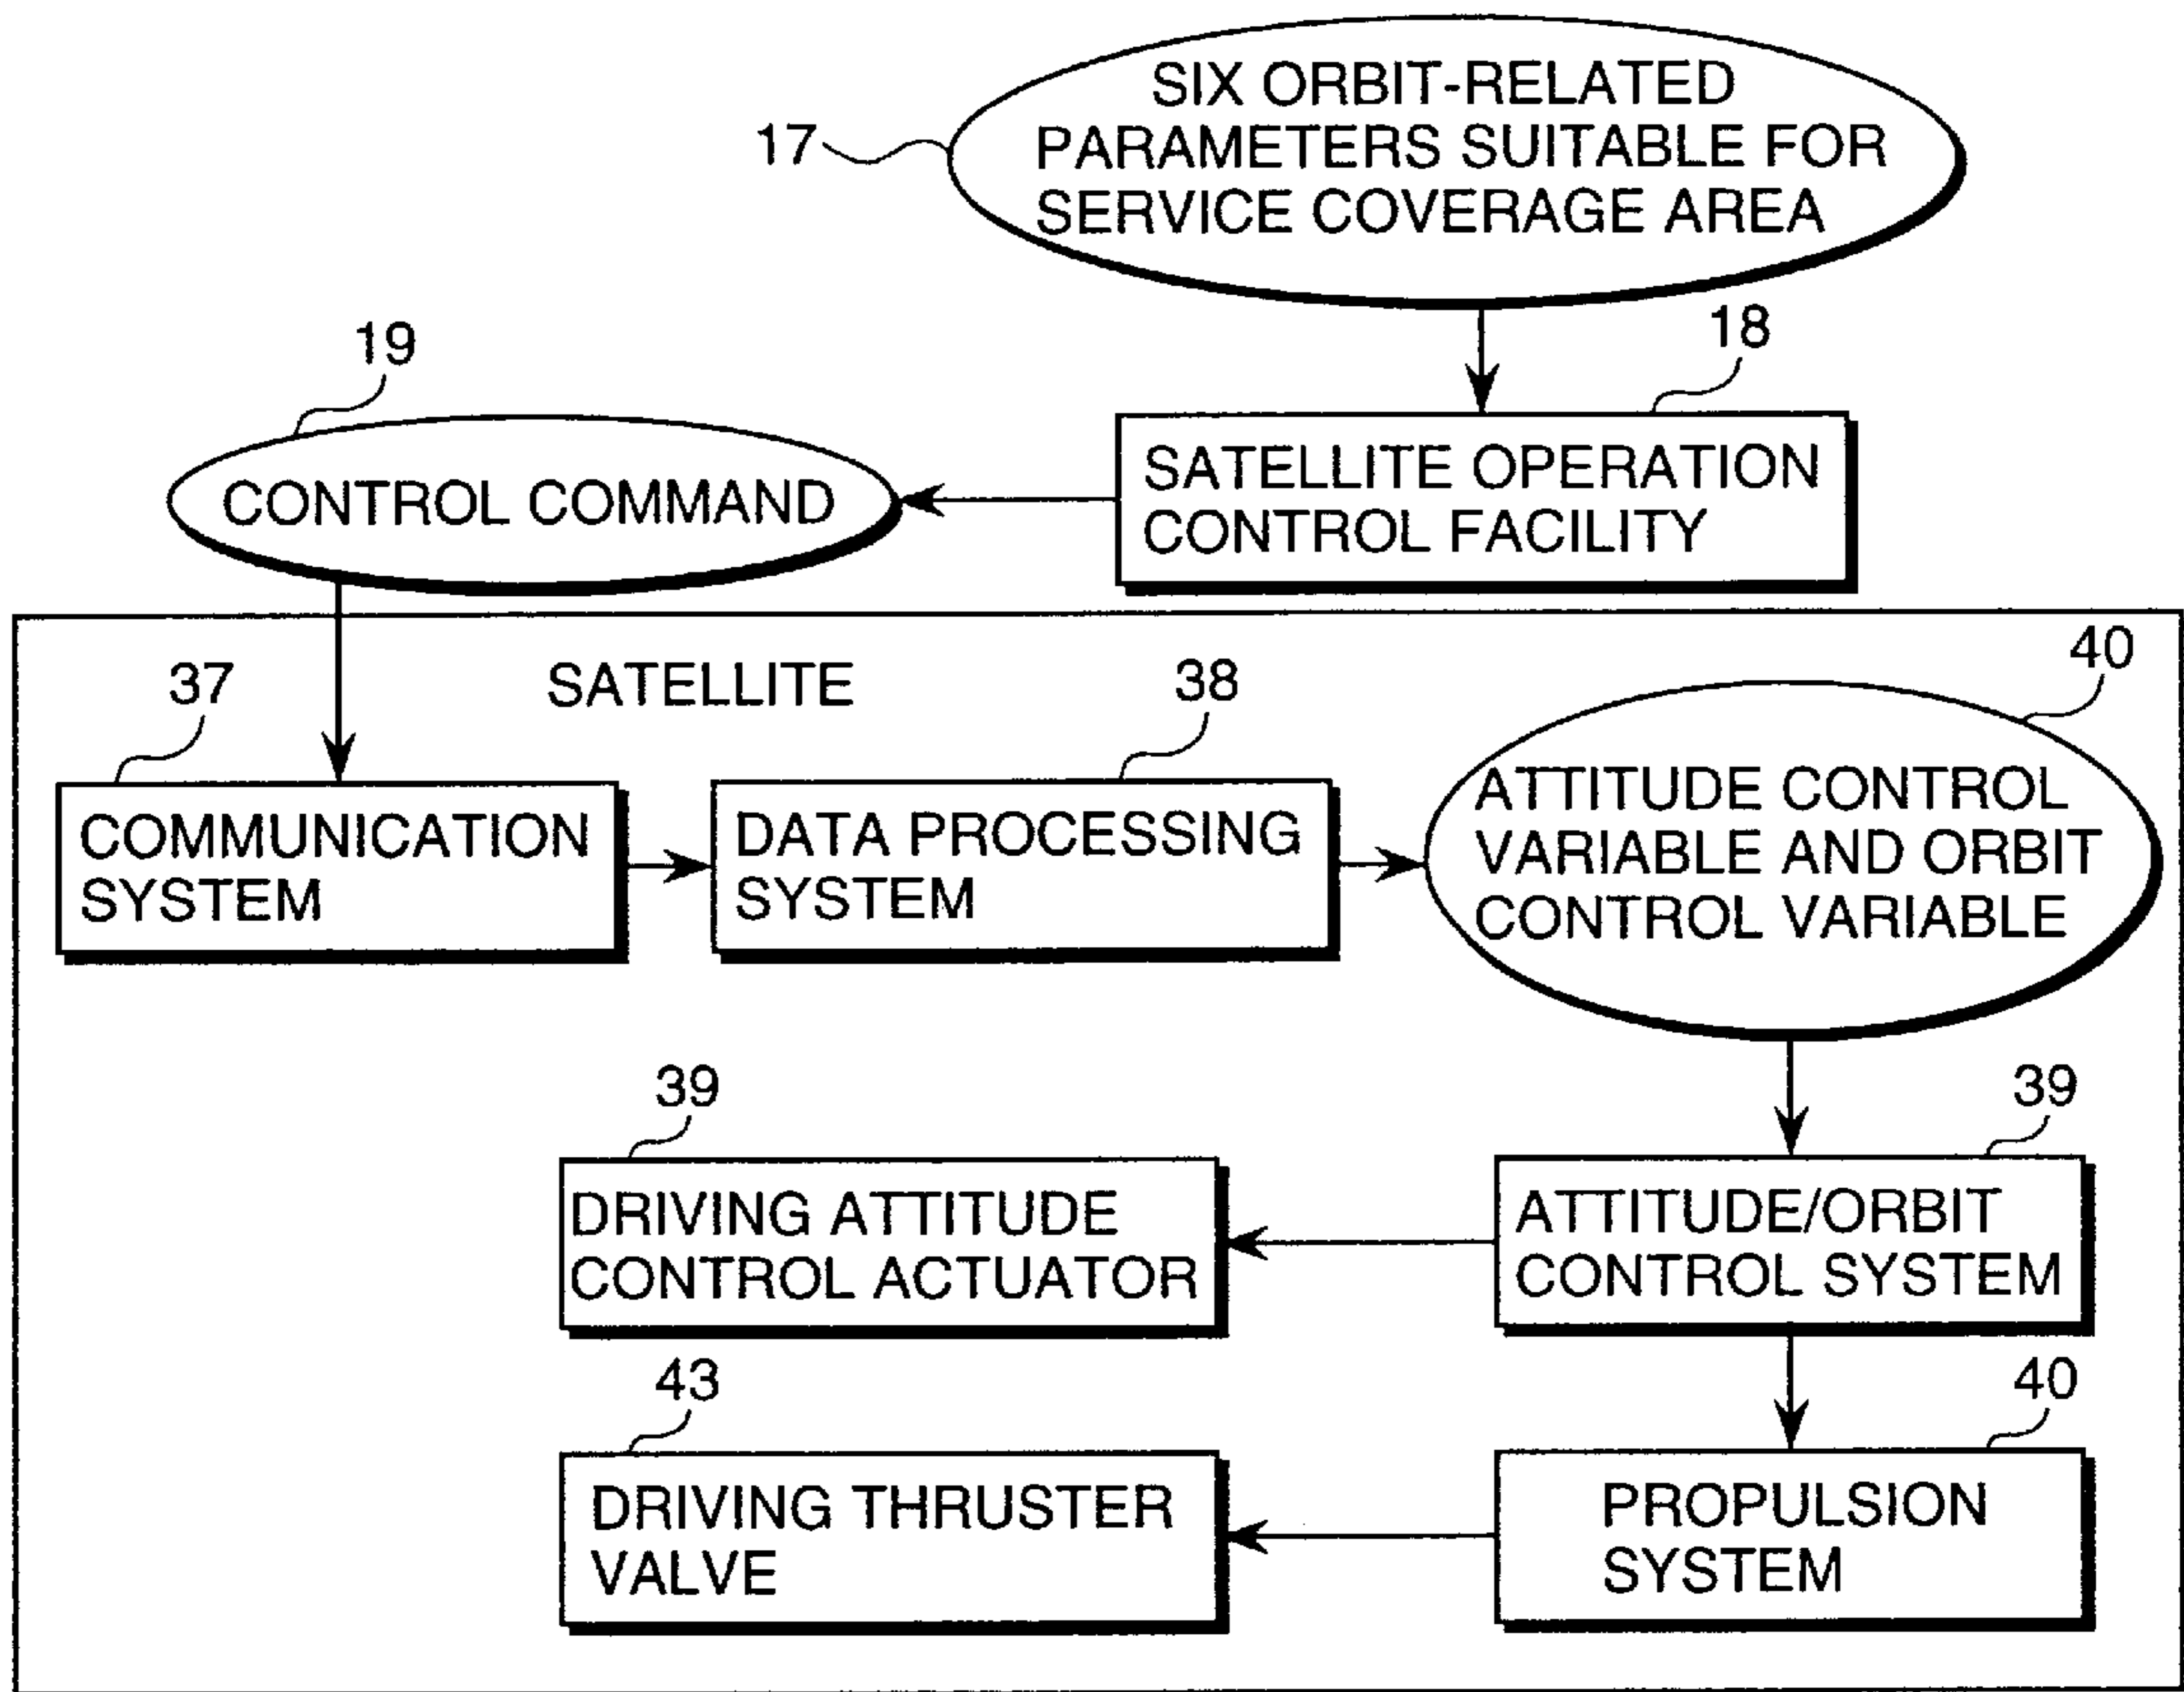 SIX ORBIT-RELATED
PARAMETERS SUITABLE FOR
SERVICE COVERAGE AREA
17
18
19
SATELLITE OPERATION
CONTROL FACILITY
CONTROL COMMAND
SATELLITE
37
38
40
COMMUNICATION
SYSTEM
DATA PROCESSING
SYSTEM
ATTITUDE CONTROL
VARIABLE AND ORBIT
CONTROL VARIABLE
39
39
DRIVING ATTITUDE
CONTROL ACTUATOR
ATTITUDE/ORBIT
CONTROL SYSTEM
43
40
DRIVING THRUSTER
VALVE
PROPULSION
SYSTEM